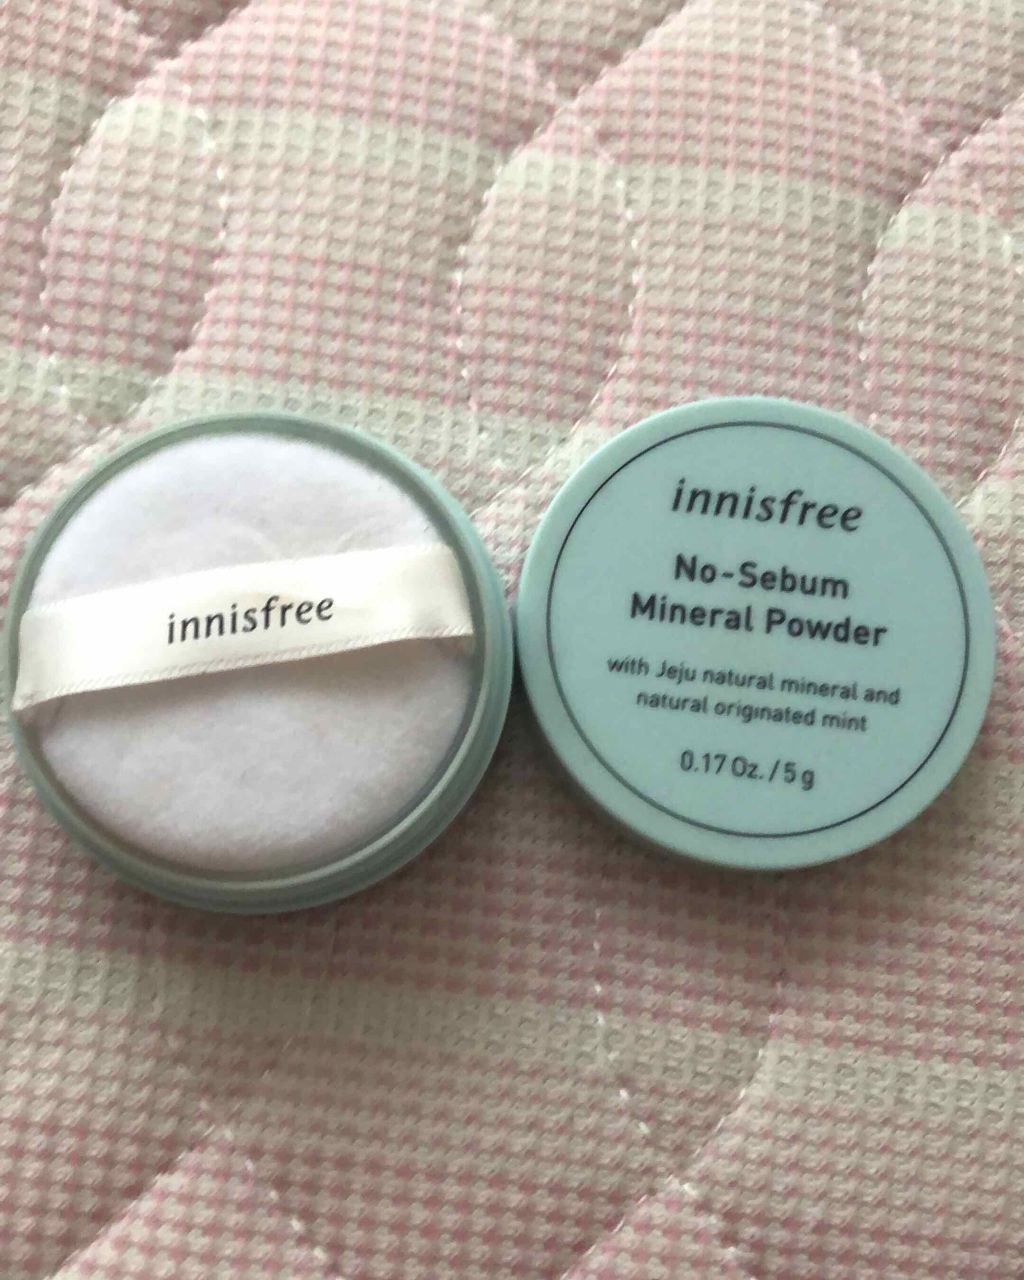 innisfree
innisfree
No-Sebum
Mineral Powder
with Jeju natural mineral and
natural originated mint
0.17 Oz. / 5 g